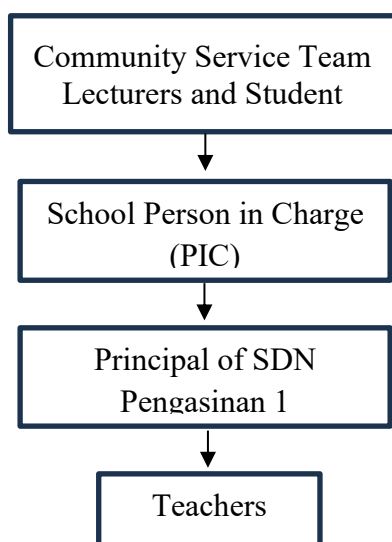 Community Service Team
Lecturers and Student
School Person in Charge
(PIC)
Principal of SDN
Pengasinan 1
Teachers